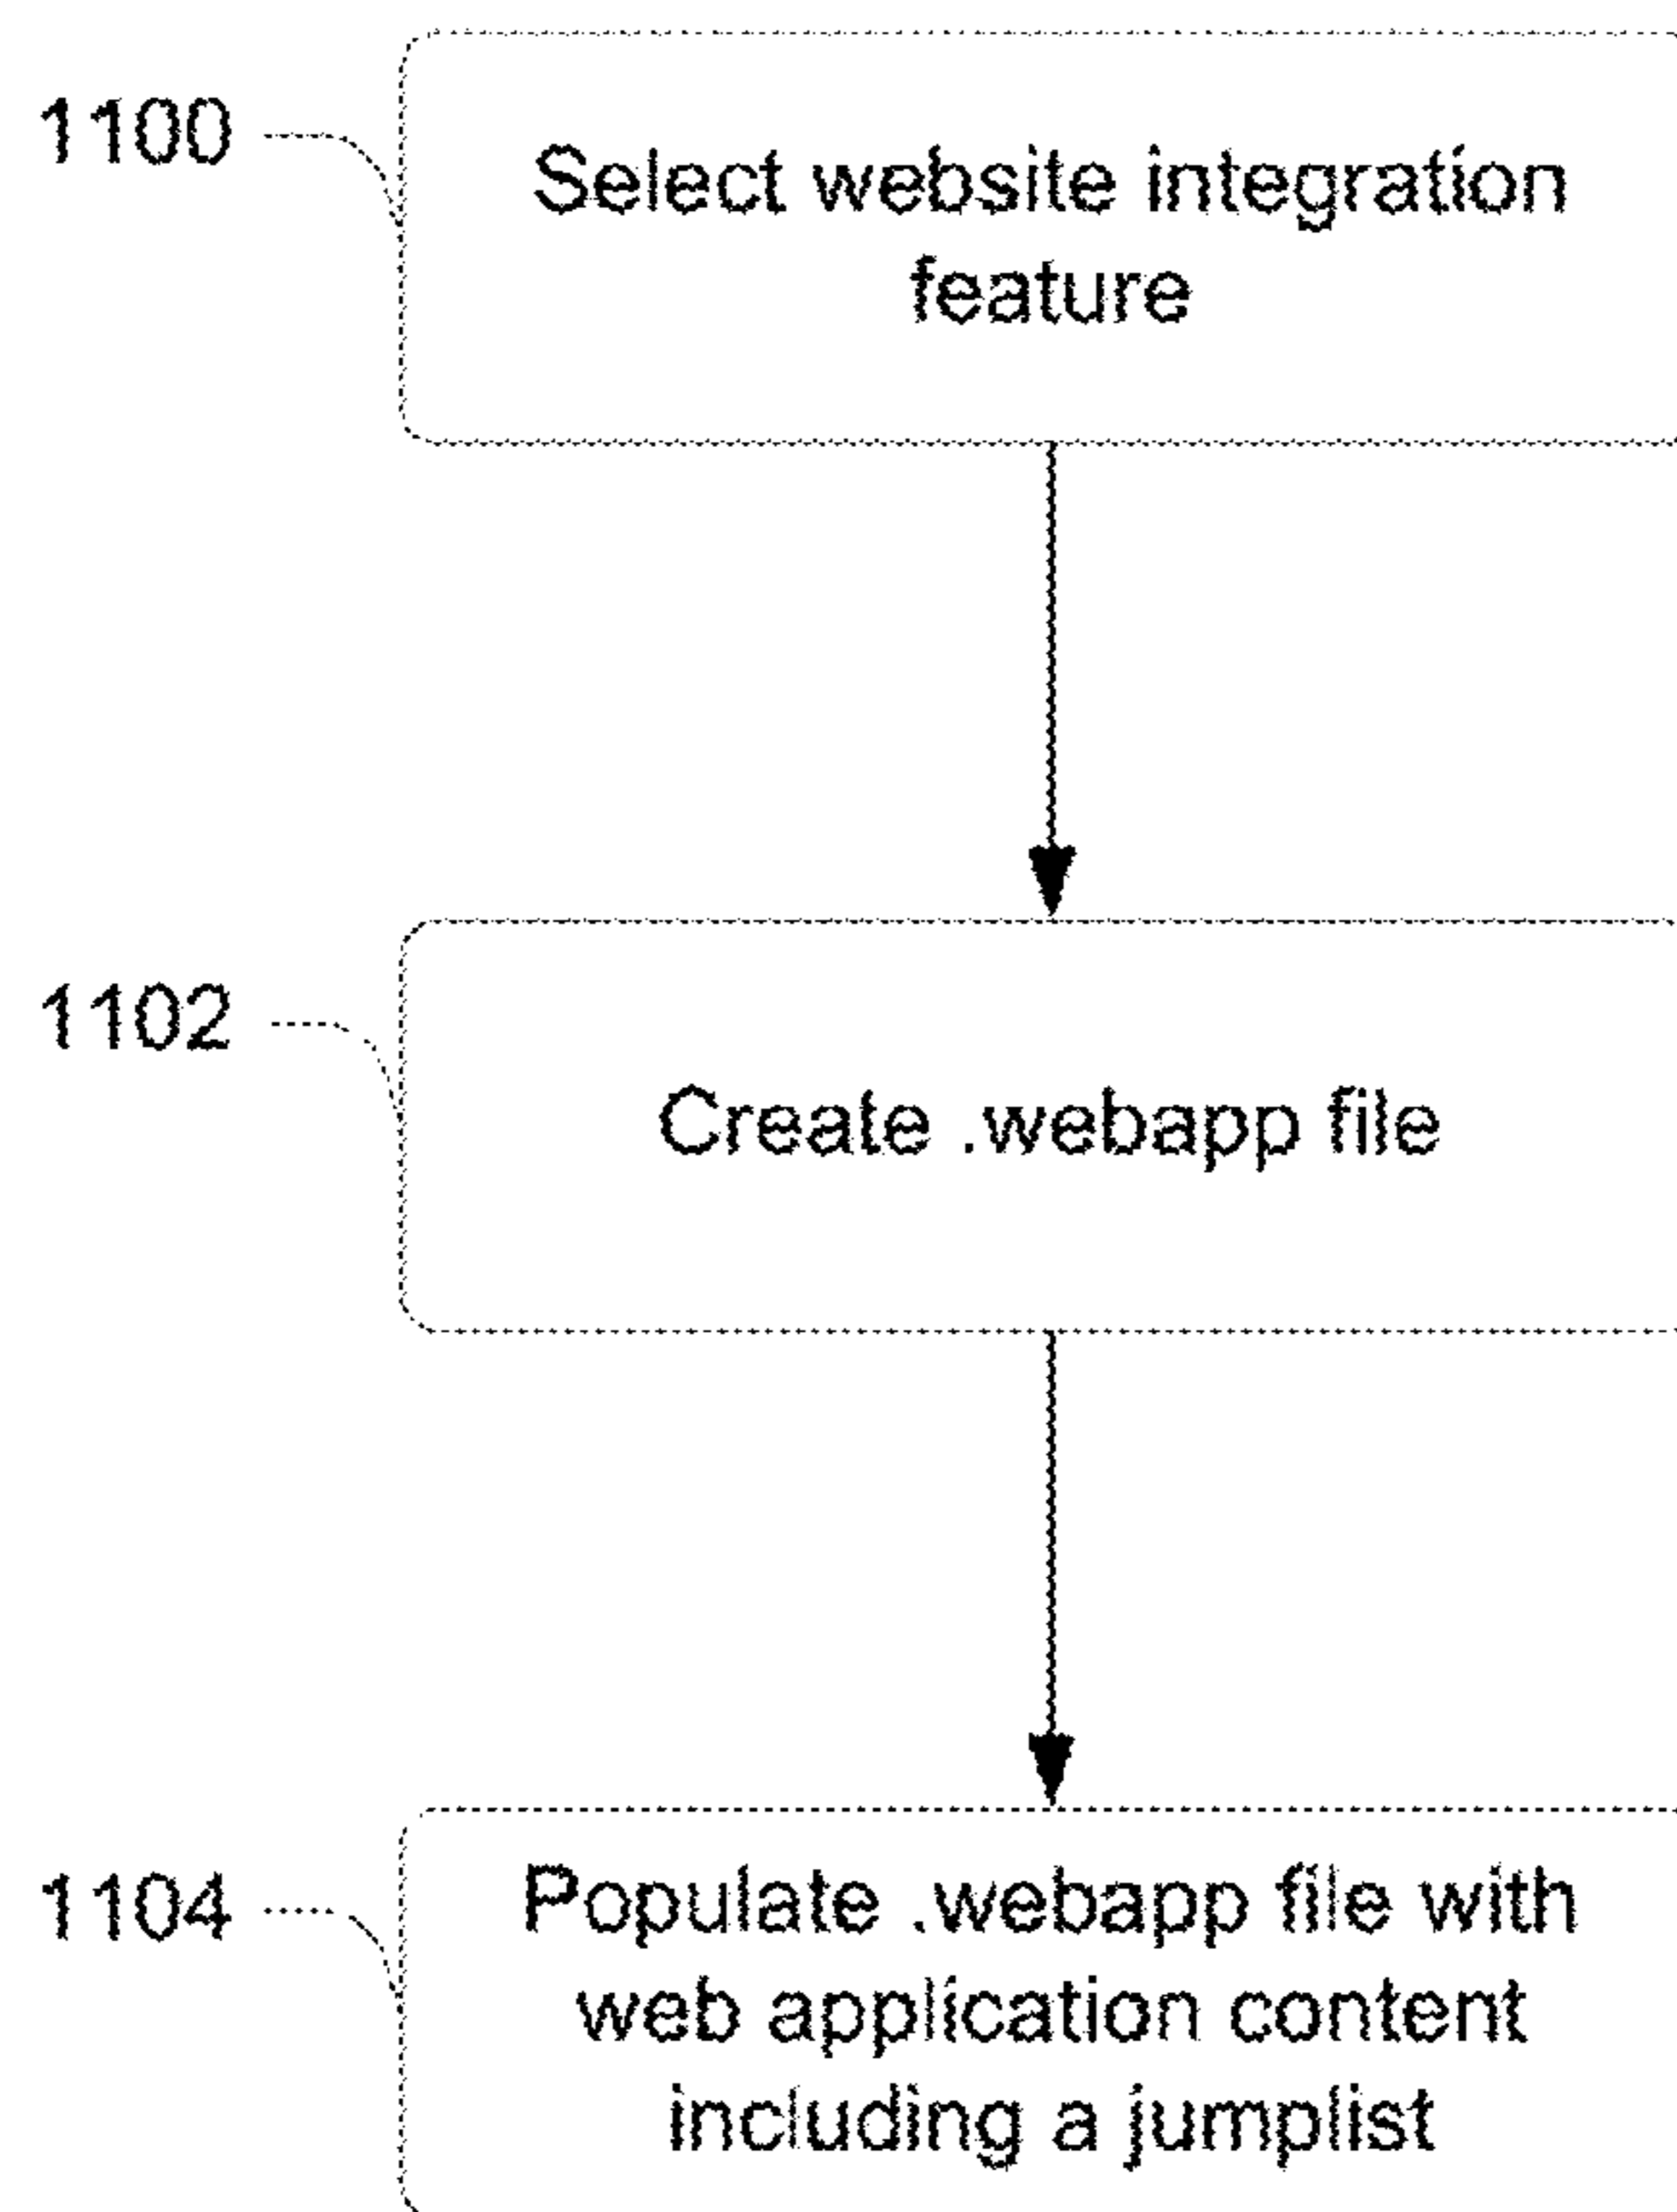 1100
Select website integration
feature
1102
Create .webapp file
1104
Populate .webapp file with
web application content
including a jumplist